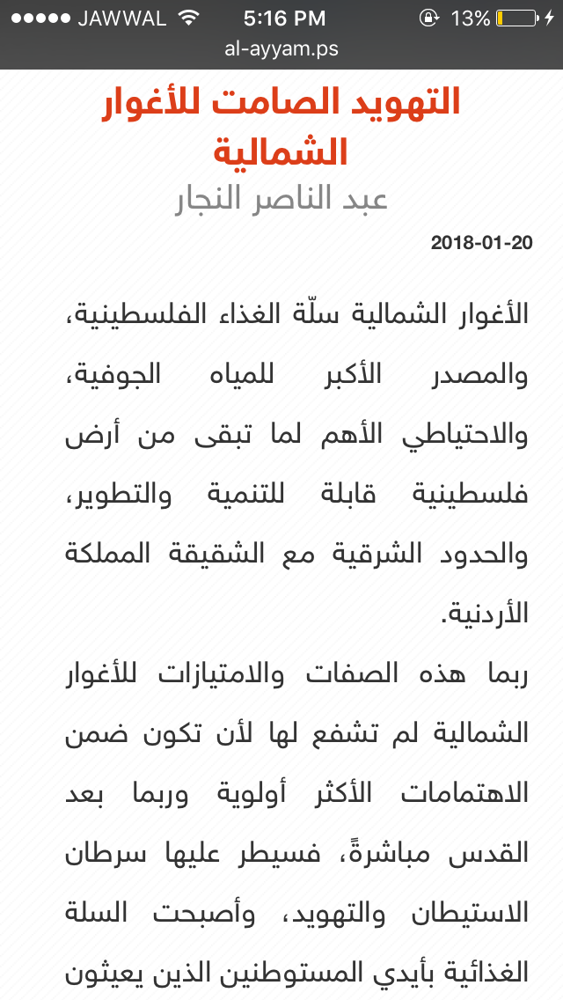 JAWWAL 5:16 PM 13%
al-ayyam.ps
التهويد الصامت للأغوار
الشمالية
عبد الناصر النجار
2018-01-20
الأغوار الشمالية سلّة الغذاء الفلسطينية،
والمصدر الأكبر للمياه الجوفية،
والاحتياطي الأهم لما تبقى من أرض
فلسطينية قابلة للتنمية والتطوير،
والحدود الشرقية مع الشقيقة المملكة
الأردنية.
ربما هذه الصفات والامتيازات للأغوار
الشمالية لم تشفع لها لأن تكون ضمن
الاهتمامات الأكثر أولوية وربما بعد
القدس مباشرةً، فسيطر عليها سرطان
الاستيطان والتهويد، وأصبحت السلة
الغذائية بأيدي المستوطنين الذين يعيثون